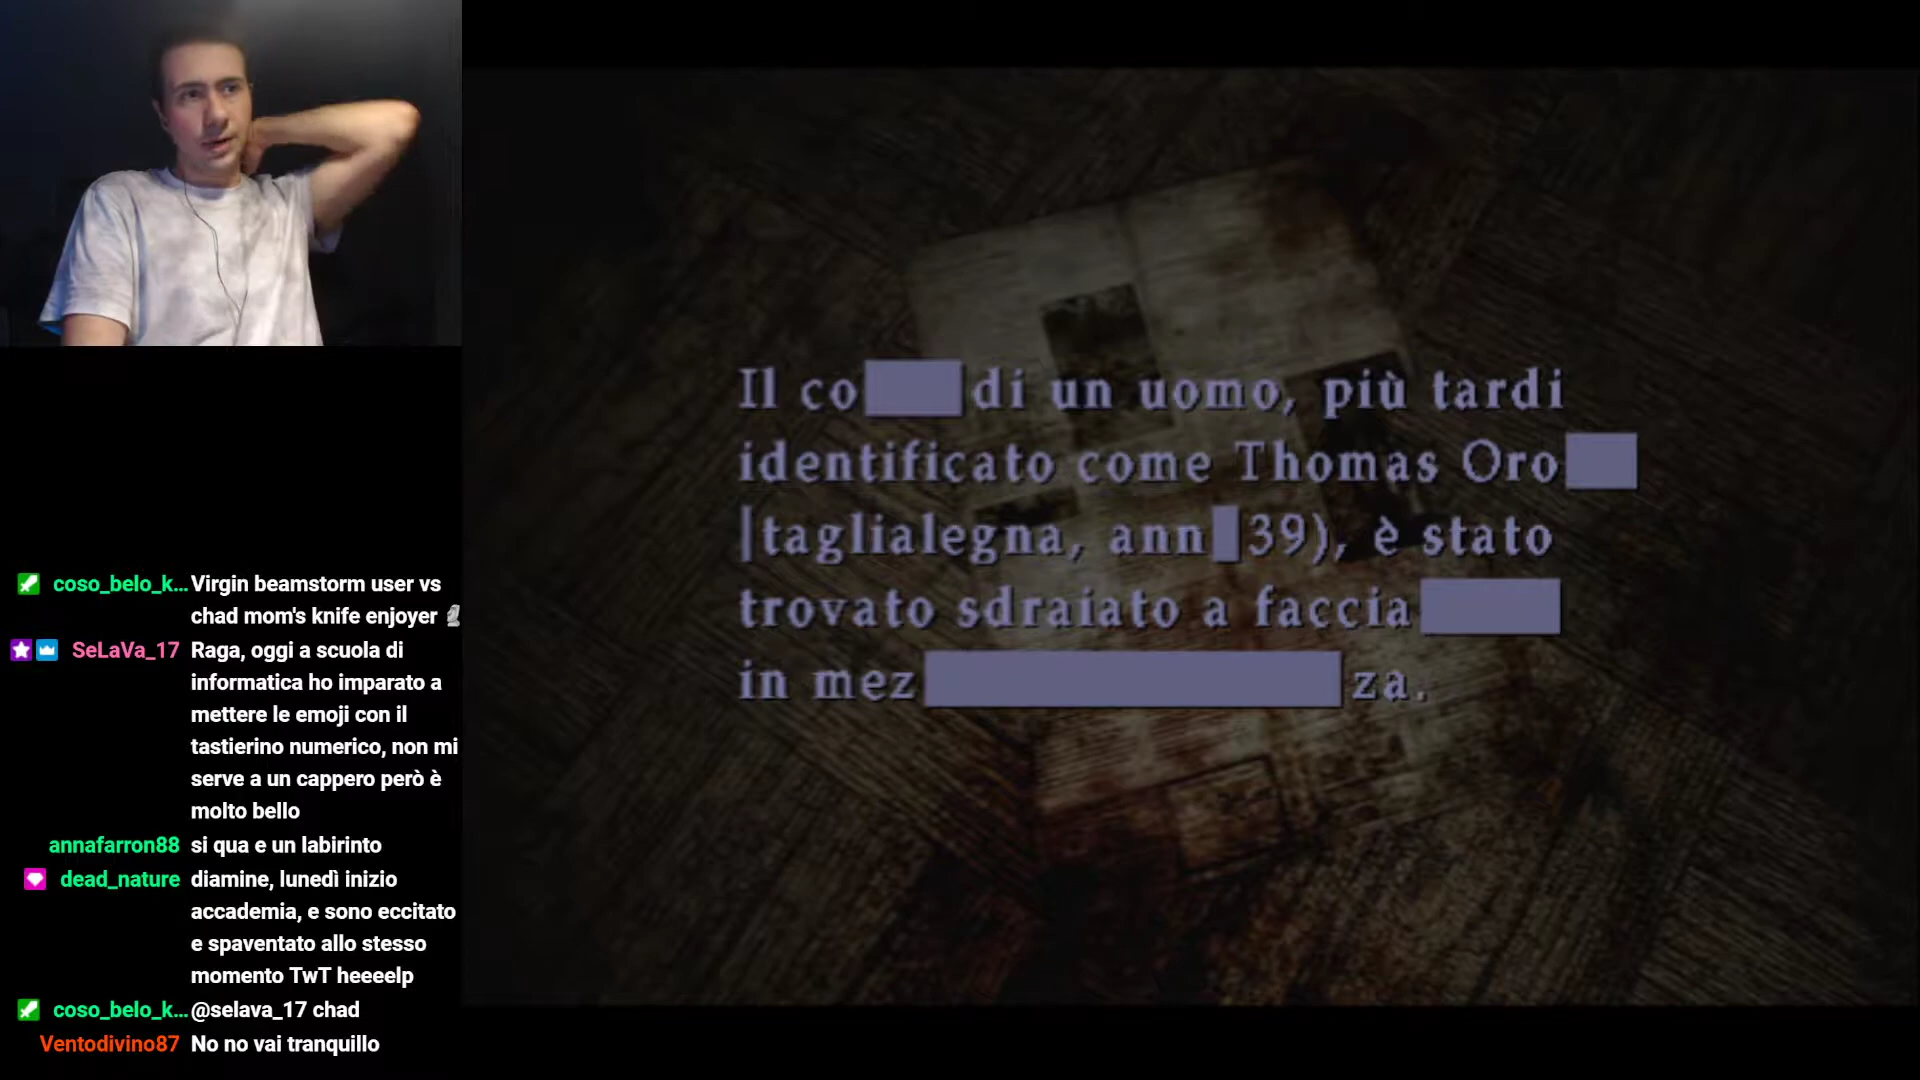 coso_belo_k... Virgin beamstorm user vs
chad mom's knife enjoyer
SeLaVa_17 Raga, oggi a scuola di
informatica ho imparato a
mettere le emoji con il
tastierino numerico, non mi
serve a un cappero però è
molto bello
annafarron88 si qua e un labirinto
dead_nature diamine, lunedì inizio
accademia, e sono eccitato
e spaventato allo stesso
momento TwT heeeelp
coso_belo_k... @selava_17 chad
Ventodivino87 No no vai tranquillo
Il co di un uomo, più tardi
identificato come Thomas Oro
taglialegna, ann 39), è stato
trovato sdraiato a faccia
in mez za.